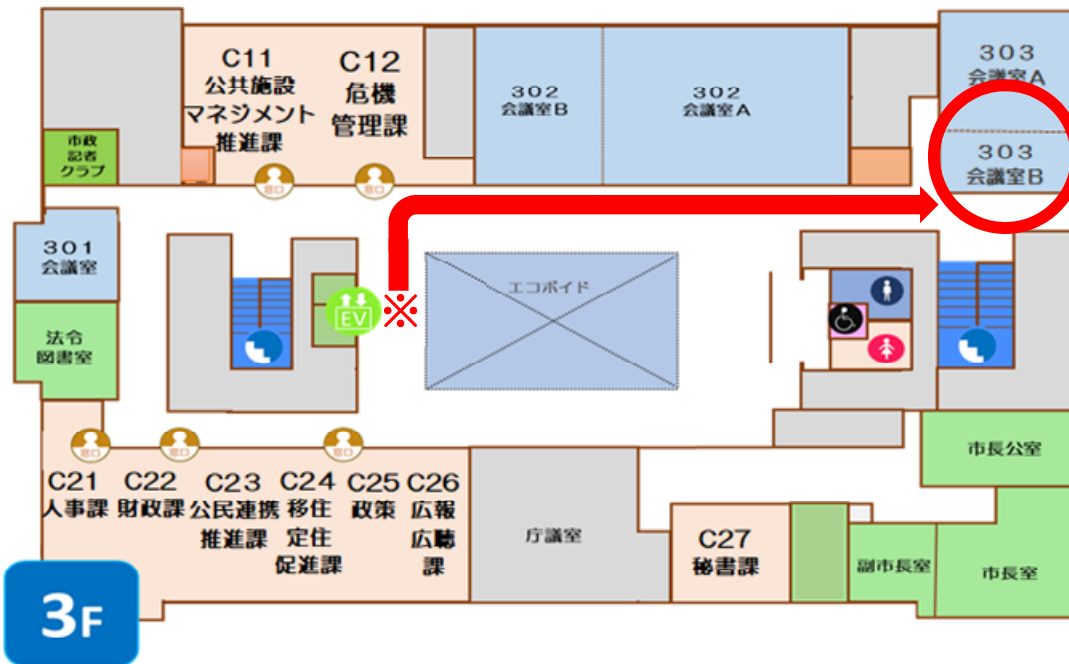 C11
公共施設
マネジメント
推進課
C12
危機
管理課
302
会議室B
302
会議室A
303
会議室A
303
会議室B
市政
記者
クラブ
窓口
窓口
301
会議室
エコボイド
EV
※
法令
図書室
窓口
窓口
窓口
市長公室
C21
人事課
C22
財政課
C23
公民連携
推進課
C24
移住
定住
促進課
C25
政策
C26
広報
広聴
課
庁議室
C27
秘書課
副市長室
市長室
3F